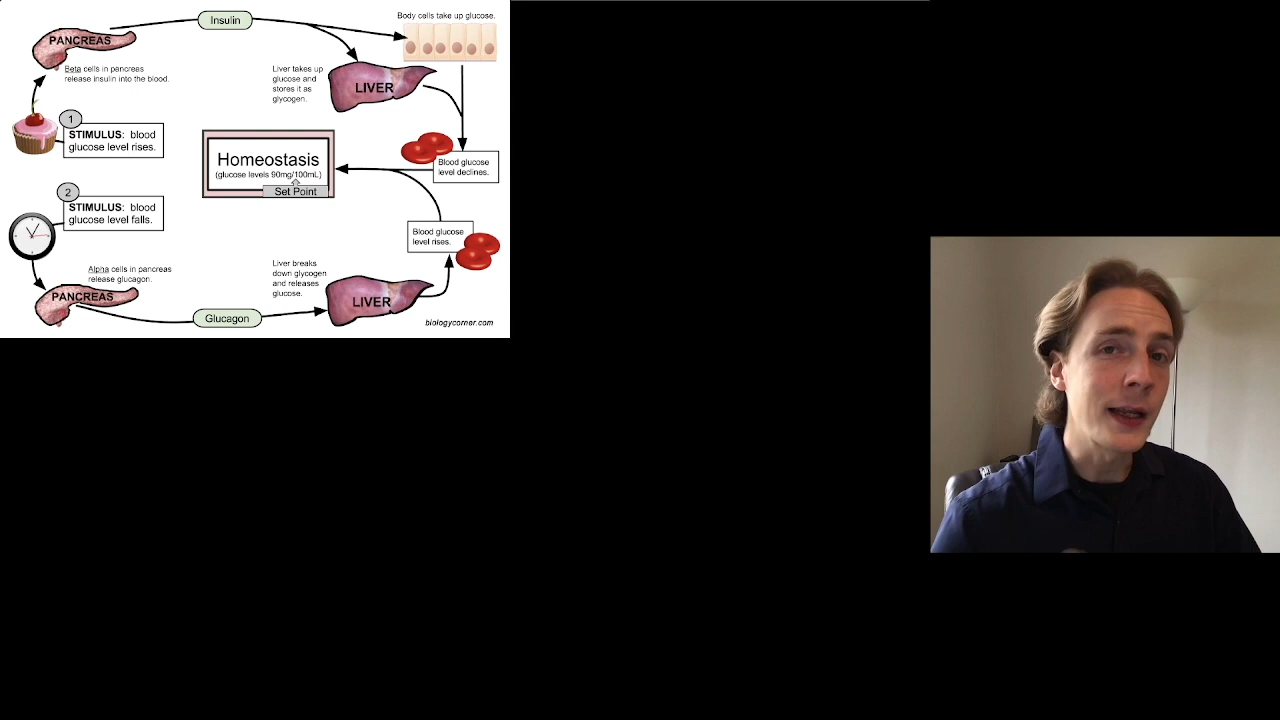 Insulin
Body cells take up glucose.
PANCREAS
Beta cells in pancreas
release insulin into the blood.
Liver takes up
glucose and
stores it as
glycogen.
LIVER
1
STIMULUS: blood
glucose level rises.
Homeostasis
(glucose levels 90mg/100mL)
Set Point
Blood glucose
level declines.
2
STIMULUS: blood
glucose level falls.
Blood glucose
level rises.
Alpha cells in pancreas
release glucagon.
PANCREAS
Liver breaks
down glycogen
and releases
glucose.
LIVER
Glucagon
biologycorner.com